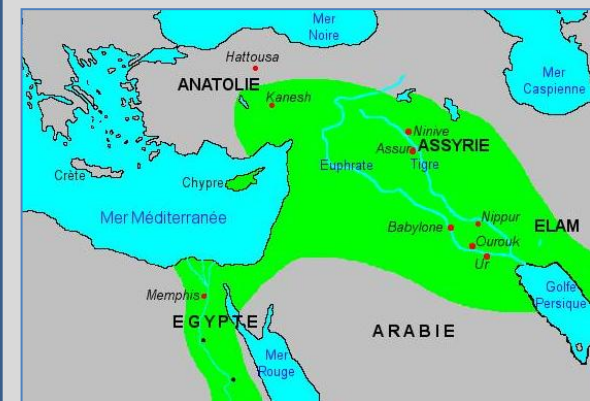 Mer
Noire
Hattousa
ANATOLIE
Mer
Caspienne
Kanesh
Ninive
Assur
ASSYRIE
Euphrate
Tigre
Crète
Chypre
Mer Méditerranée
Babylone
Nippur
ELAM
Ourouk
Ur
Golfe
Persique
Memphis
EGYPTE
ARABIE
Mer
Rouge